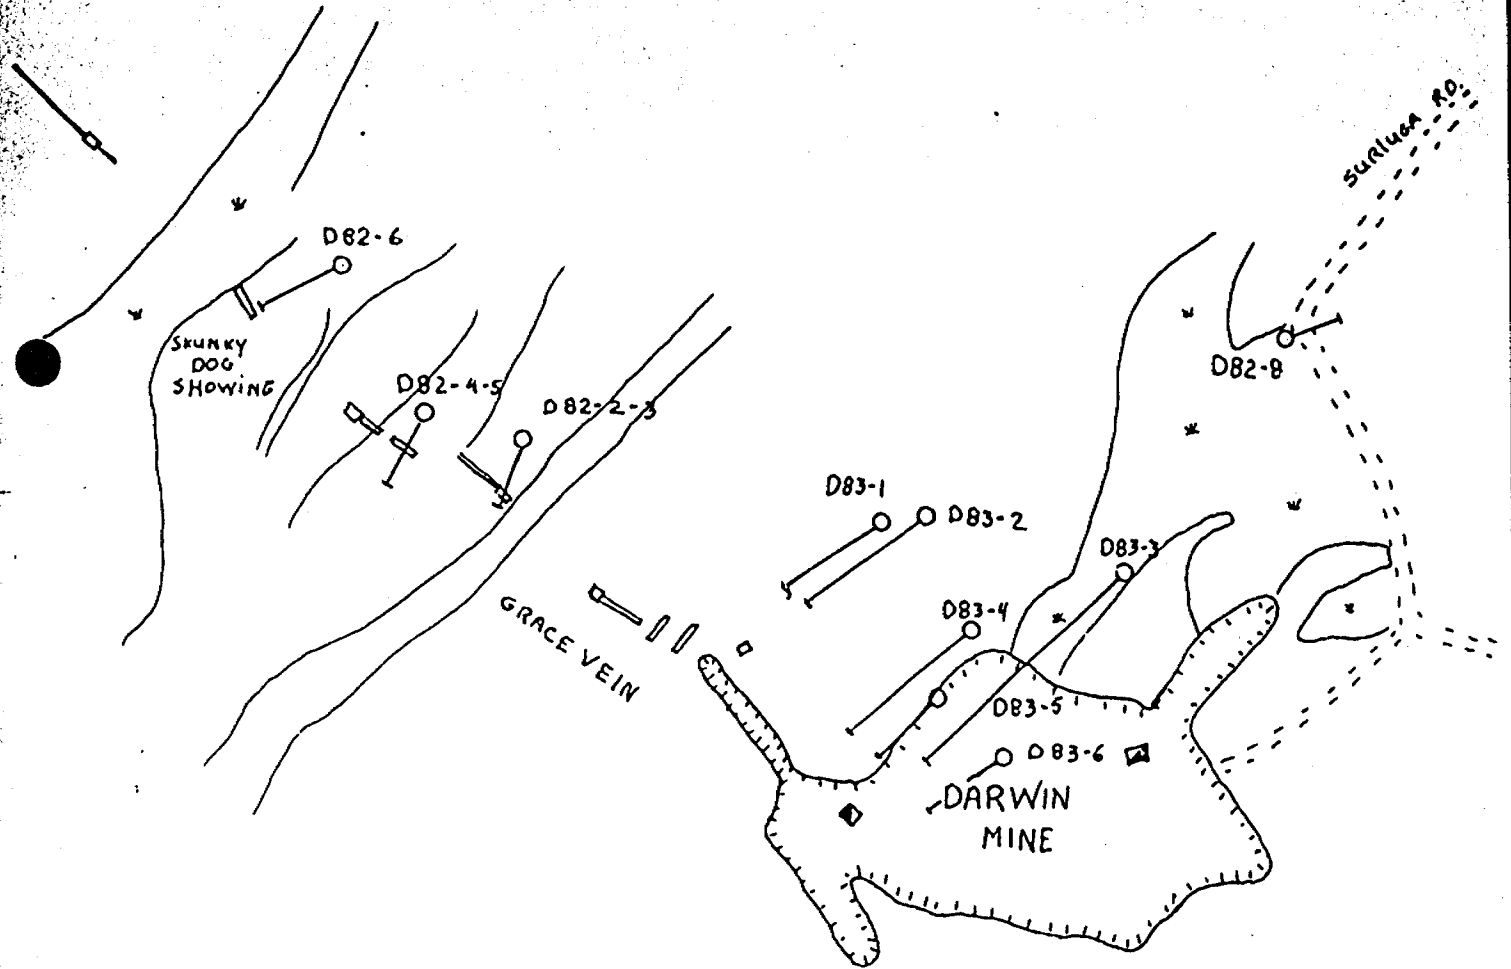 SURLUGA RD.
D82-6
SKUNKY
DOG
SHOWING
D82-4-5
D82-2-3
D82-8
D83-1
D83-2
D83-3
D83-4
GRACE VEIN
D83-5
D83-6
DARWIN
MINE